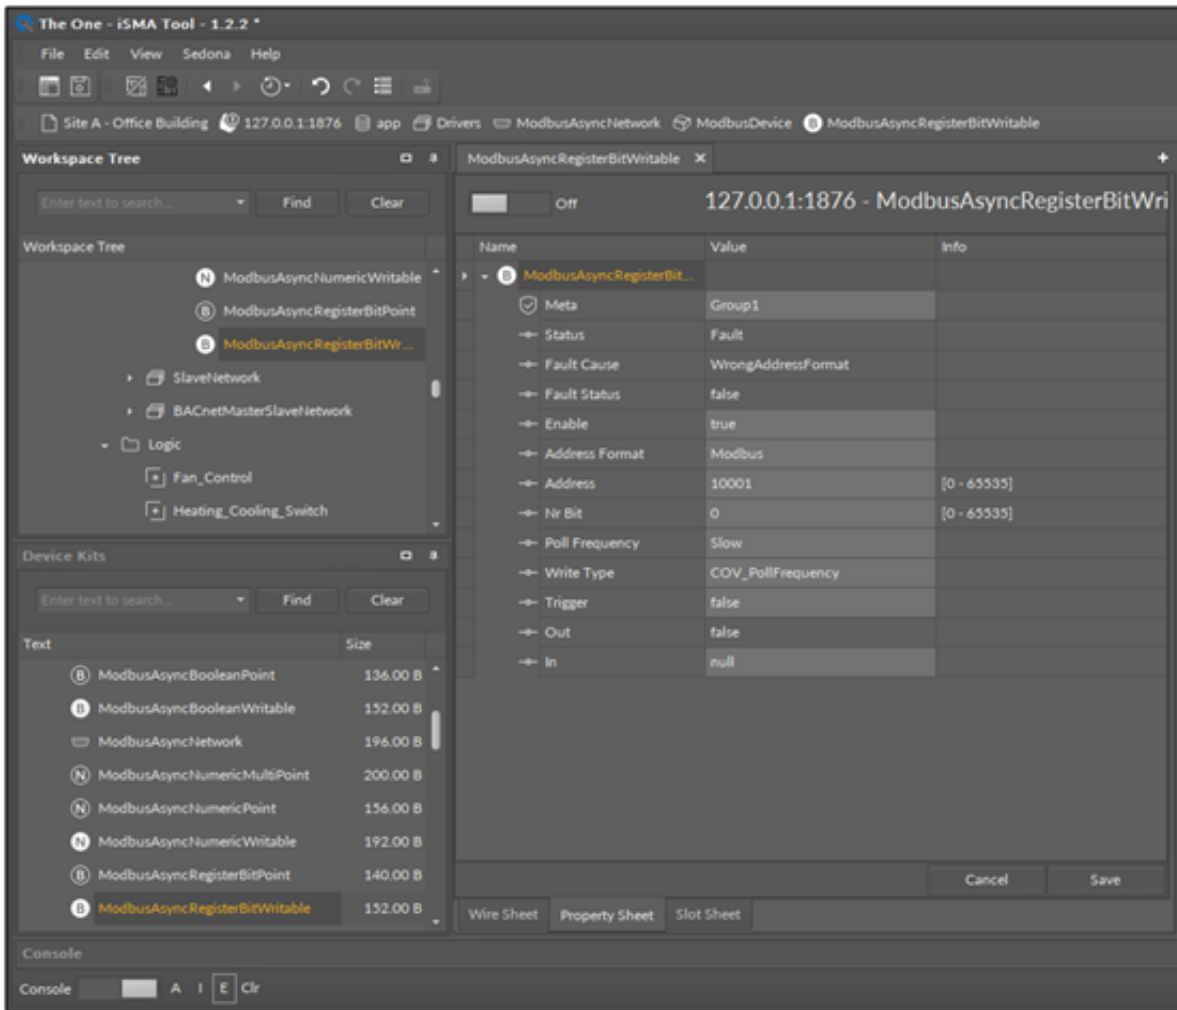 The One - iSMA Tool - 1.2.2 *
File Edit View Sedona Help
Site A - Office Building 127.0.0.1:1876 app Drivers ModbusAsyncNetwork ModbusDevice B ModbusAsyncRegisterBitWritable
Workspace Tree
Enter text to search... Find Clear
Workspace Tree
N ModbusAsyncNumericWritable
B ModbusAsyncRegisterBitPoint
B ModbusAsyncRegisterBitWr...
SlaveNetwork
BACnetMasterSlaveNetwork
Logic
Fan_Control
Heating_Cooling_Switch
Device Kits
Enter text to search... Find Clear
Text Size
B ModbusAsyncBooleanPoint 136.00 B
B ModbusAsyncBooleanWritable 152.00 B
ModbusAsyncNetwork 196.00 B
N ModbusAsyncNumericMultiPoint 200.00 B
N ModbusAsyncNumericPoint 156.00 B
N ModbusAsyncNumericWritable 192.00 B
B ModbusAsyncRegisterBitPoint 140.00 B
B ModbusAsyncRegisterBitWritable 152.00 B
ModbusAsyncRegisterBitWritable
Off 127.0.0.1:1876 - ModbusAsyncRegisterBitWri
Name Value Info
B ModbusAsyncRegisterBit...
Meta Group1
Status Fault
Fault Cause WrongAddressFormat
Fault Status false
Enable true
Address Format Modbus
Address 10001 [0 - 65535]
Nr Bit 0 [0 - 65535]
Poll Frequency Slow
Write Type COV_PollFrequency
Trigger false
Out false
In null
Cancel Save
Wire Sheet Property Sheet Slot Sheet
Console
Console A I E Clr